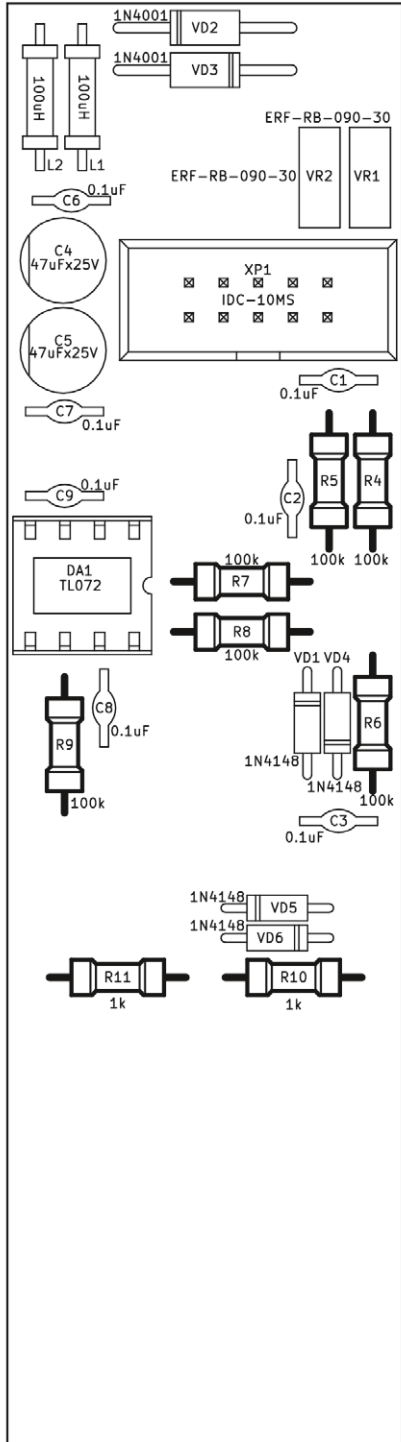 1N4001
VD2
1N4001
VD3
100uH
100uH
L2
L1
ERF-RB-090-30
ERF-RB-090-30
VR2
VR1
0.1uF
C6
C4
47uFx25V
XP1
IDC-10MS
C5
47uFx25V
C7
0.1uF
C1
0.1uF
C9
0.1uF
C2
0.1uF
R5
R4
100k
100k
DA1
TL072
100k
R7
R8
100k
VD1
VD4
C8
0.1uF
R9
100k
R6
1N4148
1N4148
100k
C3
0.1uF
1N4148
VD5
1N4148
VD6
R11
1k
R10
1k